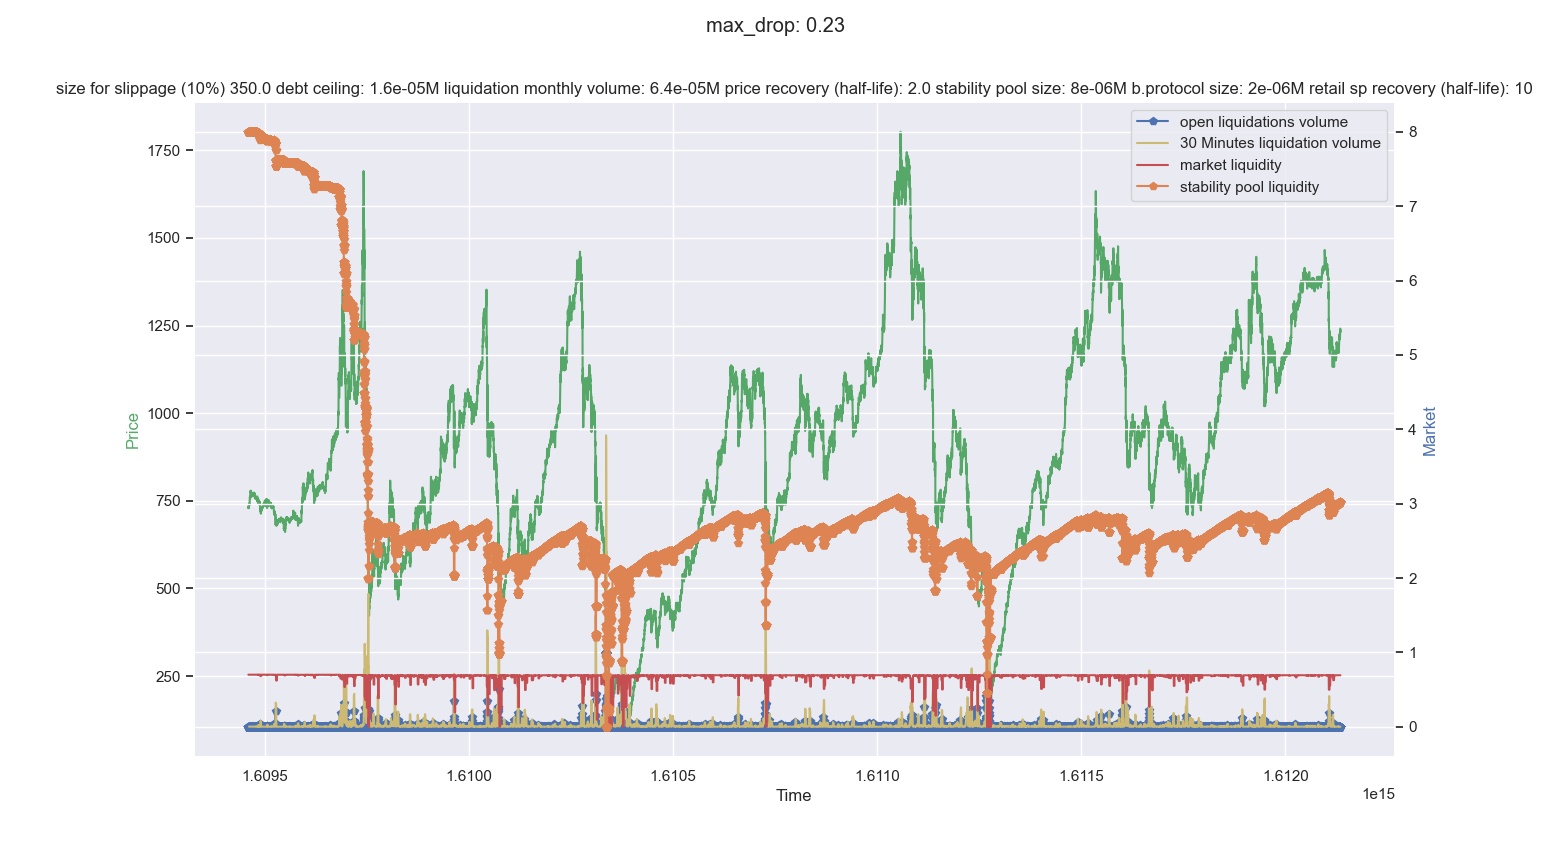 max_drop: 0.23
size for slippage (10%) 350.0 debt ceiling: 1.6e-05M liquidation monthly volume: 6.4e-05M price recovery (half-life): 2.0 stability pool size: 8e-06M b.protocol size: 2e-06M retail sp recovery (half-life): 10
open liquidations volume
30 Minutes liquidation volume
market liquidity
stability pool liquidity
1750
1500
1250
1000
750
500
250
Price
8
7
6
5
4
3
2
1
0
Market
1.6095 1.6100 1.6105 1.6110 1.6115 1.6120
Time
1e15